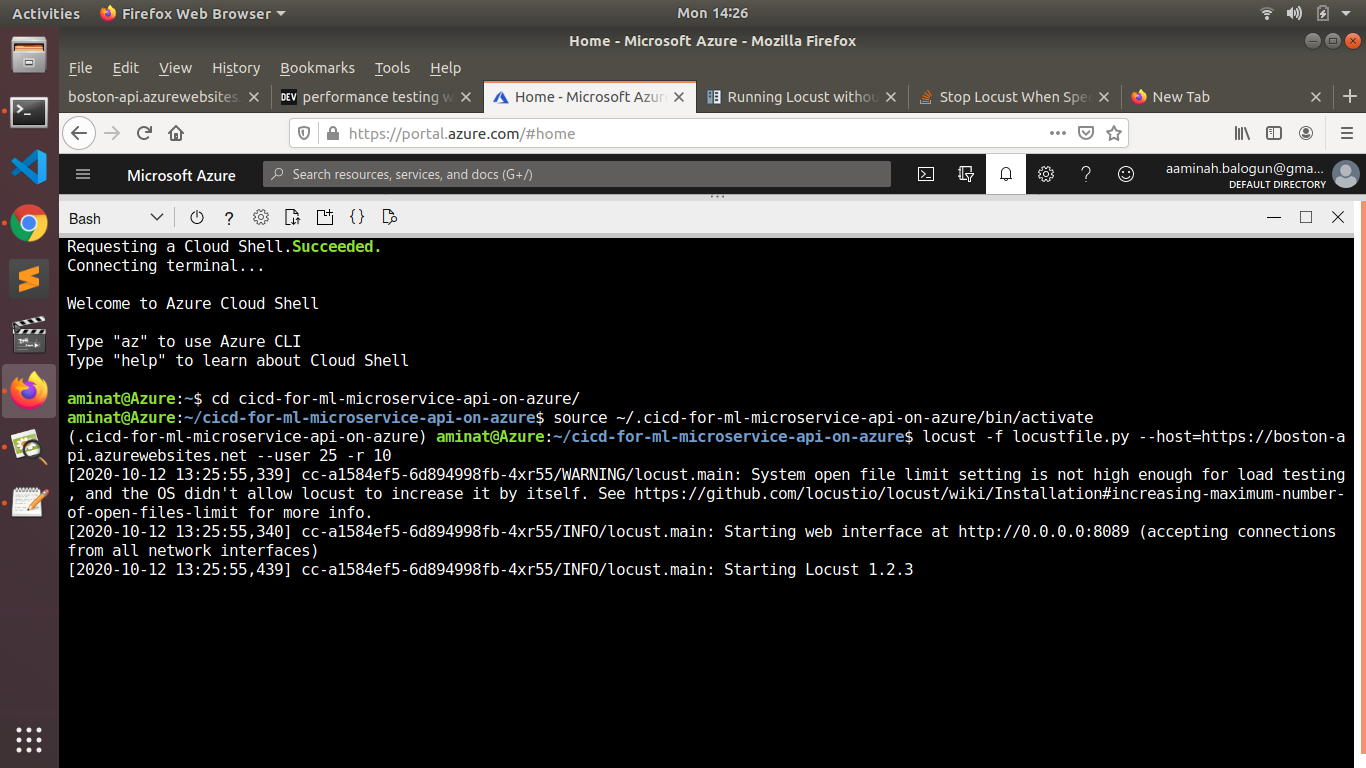 Activities Firefox Web Browser Mon 14:26
Home - Microsoft Azure - Mozilla Firefox
File Edit View History Bookmarks Tools Help
boston-api.azurewebsites. DEV performance testing w Home - Microsoft Azur Running Locust withou Stop Locust When Spe New Tab
https://portal.azure.com/#home
Microsoft Azure Search resources, services, and docs (G+/) aaminah.balogun@gma...
DEFAULT DIRECTORY
Bash ? {}
Requesting a Cloud Shell.Succeeded.
Connecting terminal...
Welcome to Azure Cloud Shell
Type "az" to use Azure CLI
Type "help" to learn about Cloud Shell
aminat@Azure:~$ cd cicd-for-ml-microservice-api-on-azure/
aminat@Azure:~/cicd-for-ml-microservice-api-on-azure$ source ~/.cicd-for-ml-microservice-api-on-azure/bin/activate
(.cicd-for-ml-microservice-api-on-azure) aminat@Azure:~/cicd-for-ml-microservice-api-on-azure$ locust -f locustfile.py --host=https://boston-a
pi.azurewebsites.net --user 25 -r 10
[2020-10-12 13:25:55,339] cc-a1584ef5-6d894998fb-4xr55/WARNING/locust.main: System open file limit setting is not high enough for load testing
, and the OS didn't allow locust to increase it by itself. See https://github.com/locustio/locust/wiki/Installation#increasing-maximum-number-
of-open-files-limit for more info.
[2020-10-12 13:25:55,340] cc-a1584ef5-6d894998fb-4xr55/INFO/locust.main: Starting web interface at http://0.0.0.0:8089 (accepting connections
from all network interfaces)
[2020-10-12 13:25:55,439] cc-a1584ef5-6d894998fb-4xr55/INFO/locust.main: Starting Locust 1.2.3